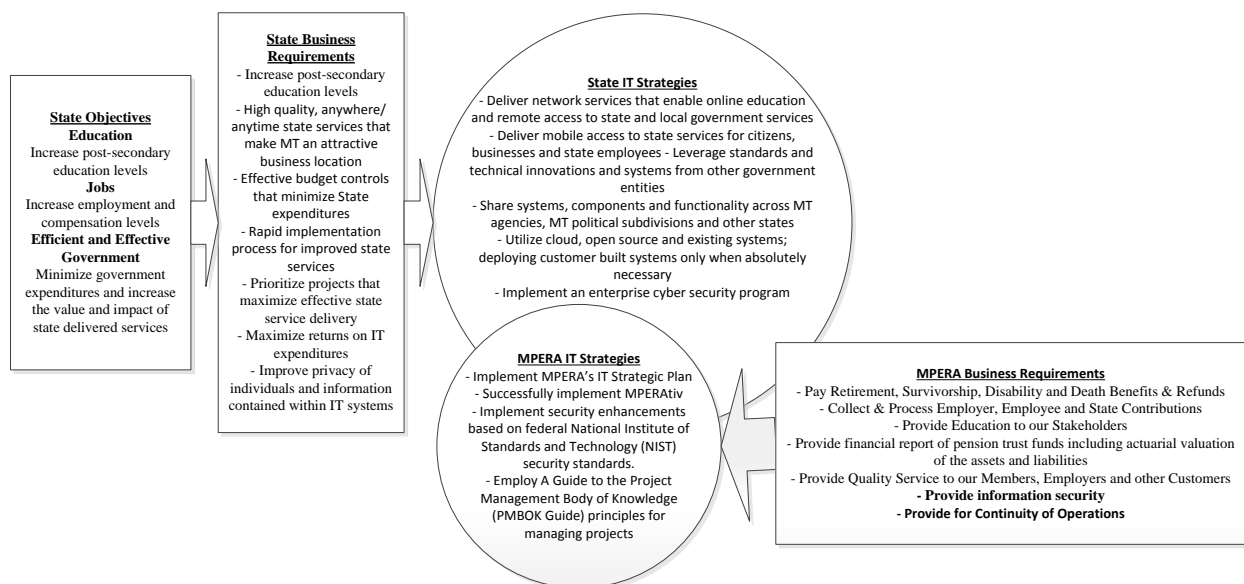 State Objectives
Education
Increase post-secondary
education levels
Jobs
Increase employment and
compensation levels
Efficient and Effective
Government
Minimize government
expenditures and increase
the value and impact of
state delivered services
State Business
Requirements
- Increase post-secondary
education levels
- High quality, anywhere/
anytime state services that
make MT an attractive
business location
- Effective budget controls
that minimize State
expenditures
- Rapid implementation
process for improved state
services
- Prioritize projects that
maximize effective state
service delivery
- Maximize returns on IT
expenditures
- Improve privacy of
individuals and information
contained within IT systems
State IT Strategies
- Deliver network services that enable online education
and remote access to state and local government services
- Deliver mobile access to state services for citizens,
businesses and state employees - Leverage standards and
technical innovations and systems from other government
entities
- Share systems, components and functionality across MT
agencies, MT political subdivisions and other states
- Utilize cloud, open source and existing systems;
deploying customer built systems only when absolutely
necessary
- Implement an enterprise cyber security program
MPERA IT Strategies
- Implement MPERA's IT Strategic Plan
- Successfully implement MPERAtiv
- Implement security enhancements
based on federal National Institute of
Standards and Technology (NIST)
security standards.
- Employ A Guide to the Project
Management Body of Knowledge
(PMBOK Guide) principles for
managing projects
MPERA Business Requirements
- Pay Retirement, Survivorship, Disability and Death Benefits & Refunds
- Collect & Process Employer, Employee and State Contributions
- Provide Education to our Stakeholders
- Provide financial report of pension trust funds including actuarial valuation
of the assets and liabilities
- Provide Quality Service to our Members, Employers and other Customers
- Provide information security
- Provide for Continuity of Operations